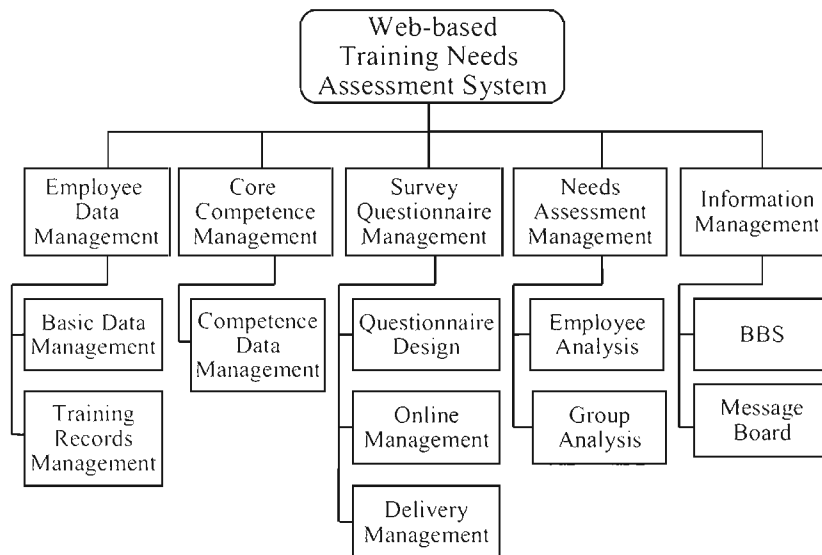 Web-based
Training Needs
Assessment System
Employee
Data
Management
Core
Competence
Management
Survey
Questionnaire
Management
Needs
Assessment
Management
Information
Management
Basic Data
Management
Training
Records
Management
Competence
Data
Management
Questionnaire
Design
Online
Management
Delivery
Management
Employee
Analysis
Group
Analysis
BBS
Message
Board